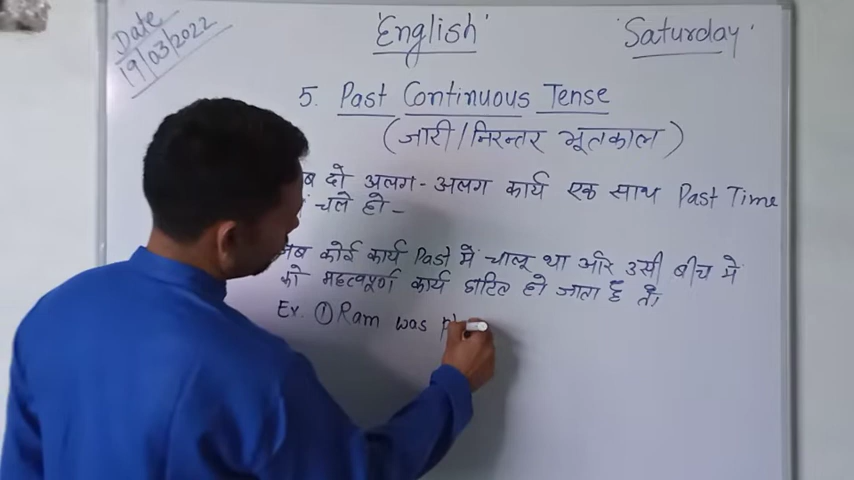 Date
19/03/2022
'English'
Saturday
5. Past Continuous Tense
(जारी/निरन्तर भूतकाल)
दो अलग-अलग कार्य एक साथ Past Time
चले हो -
जब कोई कार्य Past में चालू था और उसी बीच में
को महत्वपूर्ण कार्य घटित हो जाता है तो
Ex. ① Ram was